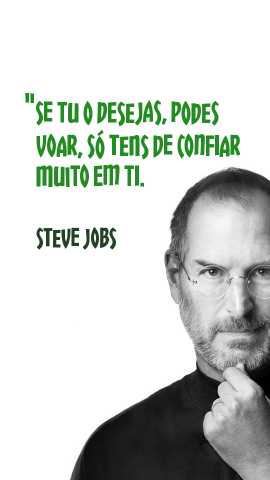 "SE TU O DESEJAS, PODES
VOAR, SÓ TENS DE CONFIAR
MUITO EM TI.
STEVE JOBS